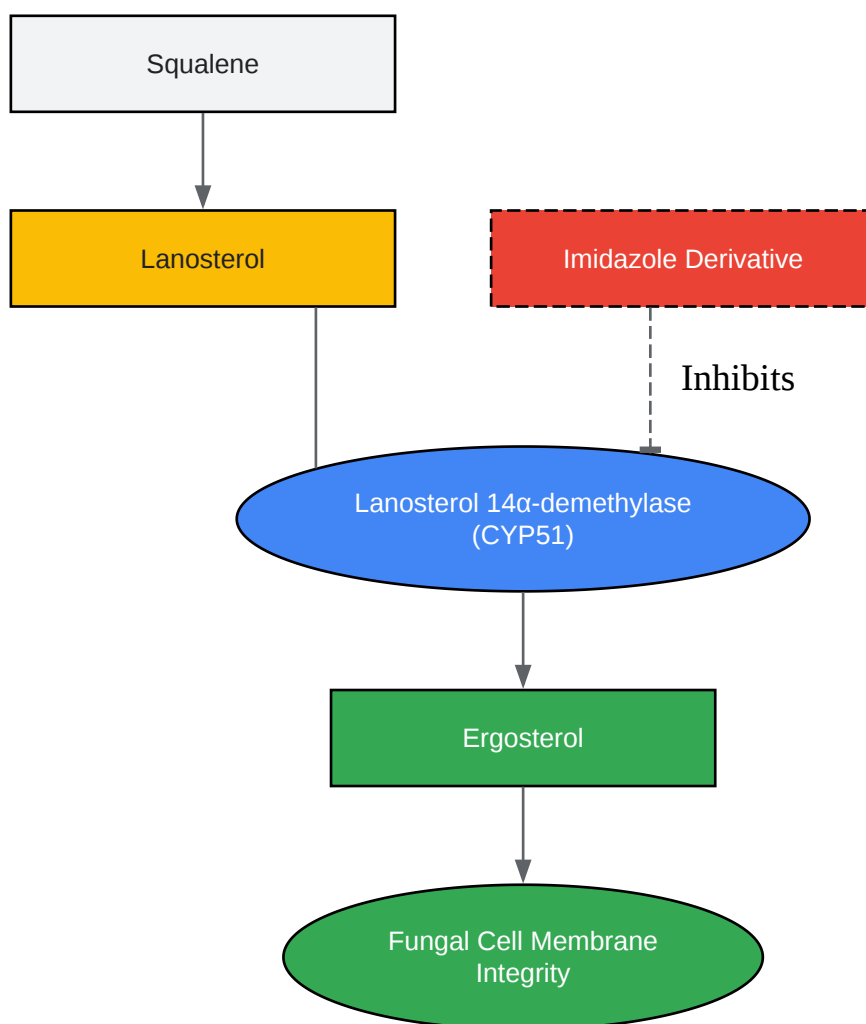 Squalene
Lanosterol
Imidazole Derivative
Inhibits
Lanosterol 14α-demethylase
(CYP51)
Ergosterol
Fungal Cell Membrane
Integrity